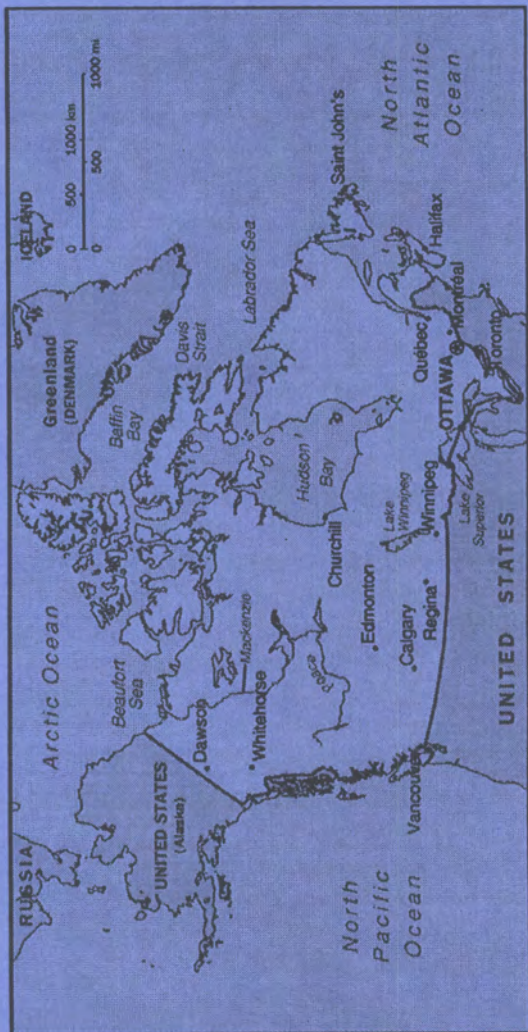 RUSSIA
ICELAND
Arctic Ocean
Greenland
(DENMARK)
0 500 1000 km
0 500 1000 mi
Beaufort
Sea
Baffin
Bay
Davis
Strait
UNITED STATES
(Alaska)
Dawson
Mackenzie
Whitehorse
Labrador Sea
North
Pacific
Ocean
Peace
Churchill
Hudson
Bay
Edmonton
Lake
Winnipeg
Calgary
Regina
Winnipeg
Vancouver
Saint John's
Québec
Halifax
OTTAWA
Montréal
Toronto
Lake
Superior
North
Atlantic
Ocean
UNITED STATES